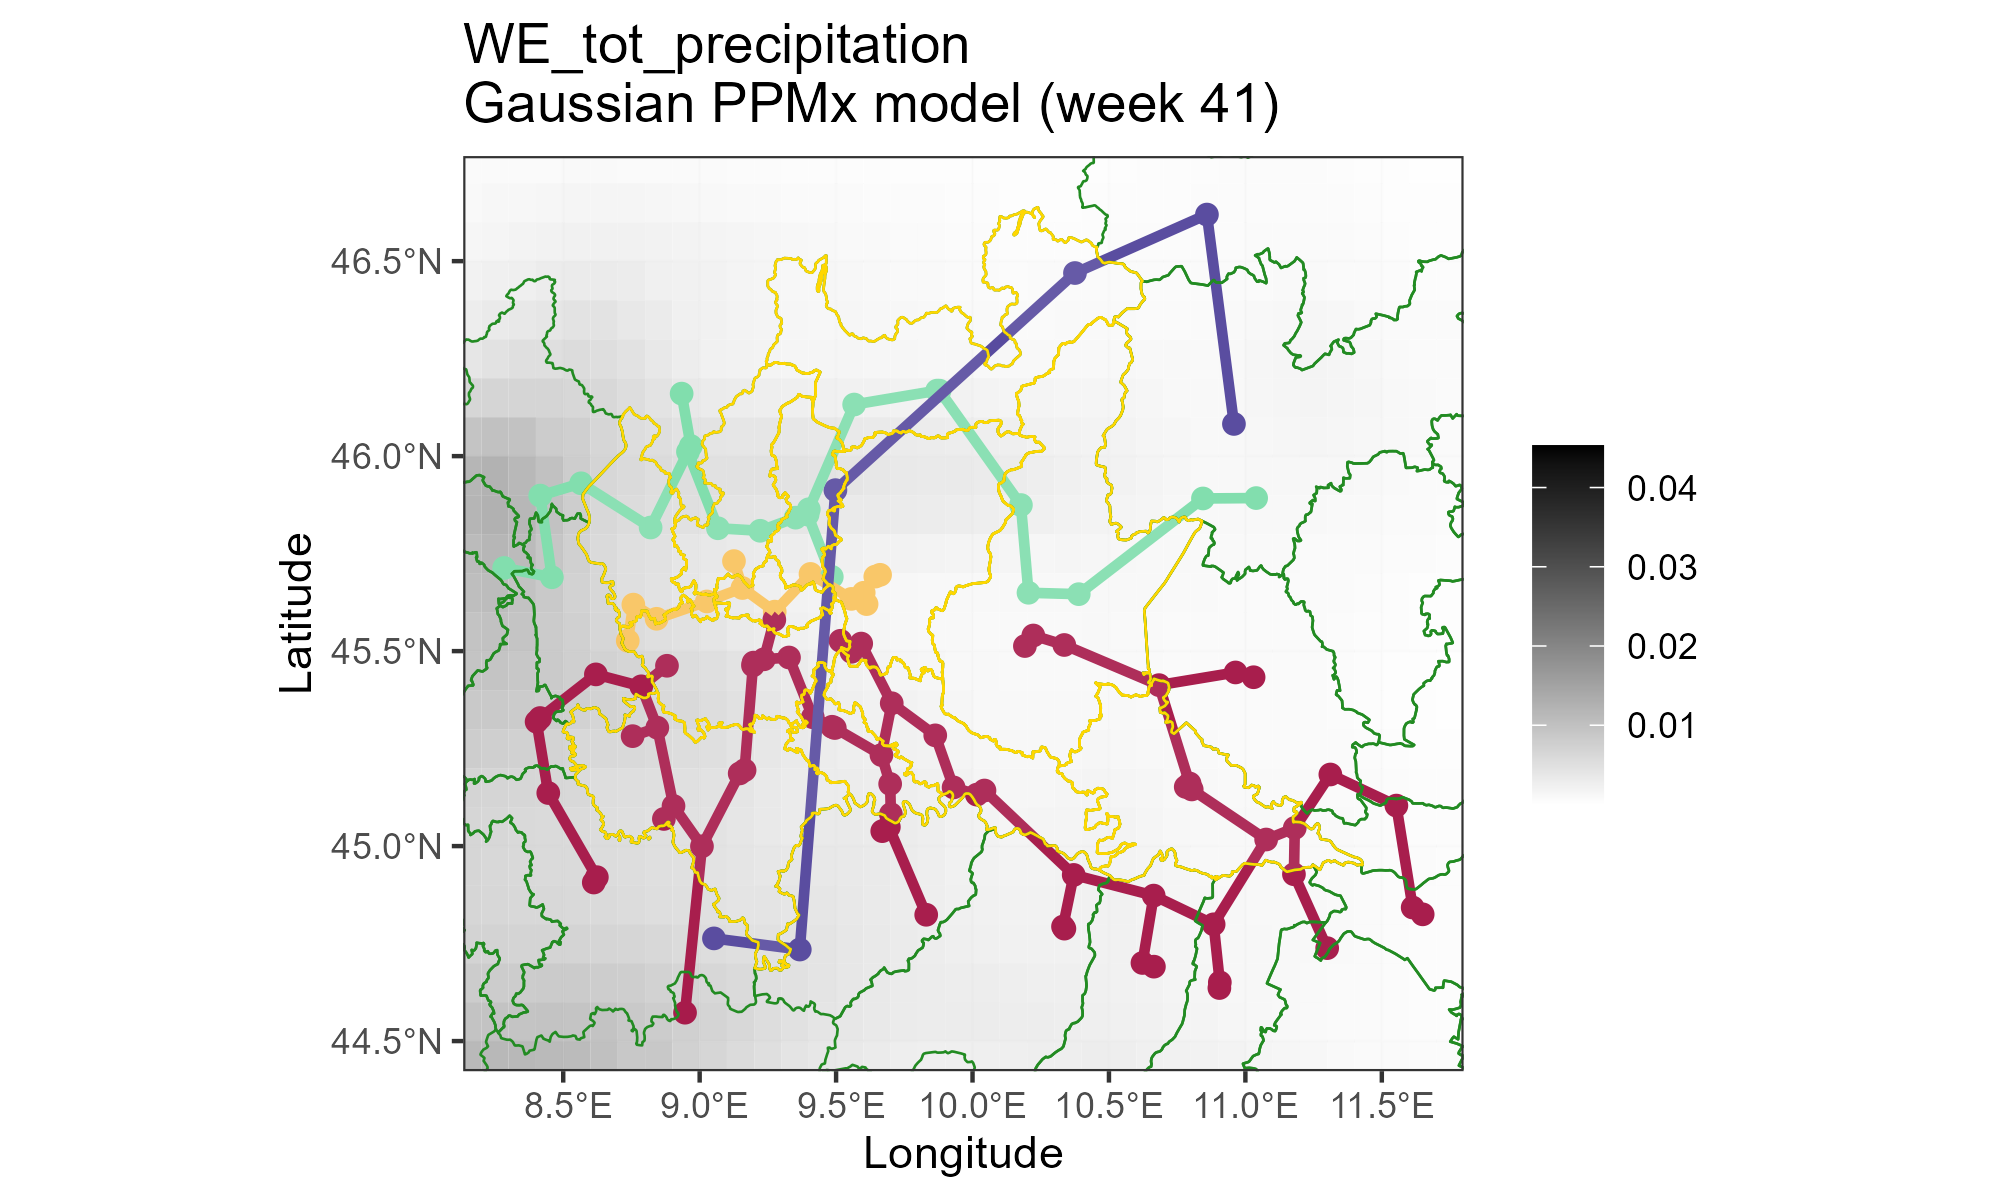 WE_tot_precipitation
Gaussian PPMx model (week 41)
46.5°N
46.0°N
45.5°N
45.0°N
44.5°N
Latitude
8.5°E
9.0°E
9.5°E
10.0°E
10.5°E
11.0°E
11.5°E
Longitude
0.04
0.03
0.02
0.01